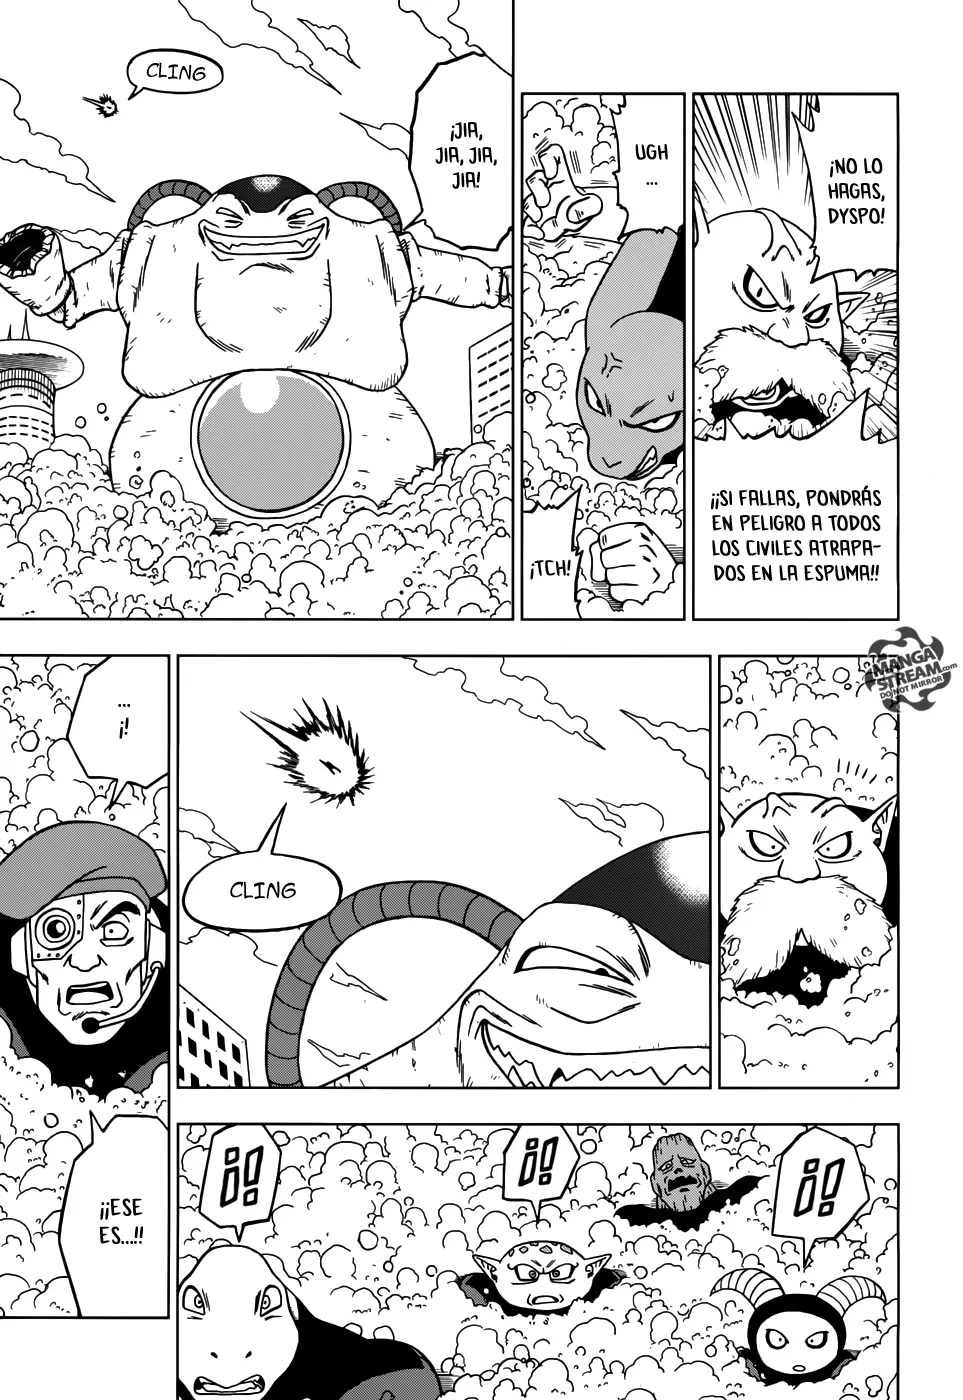 ¡NO LO
HAGAS,
DYSPO!
¡¡SI FALLAS, PONDRÁS
EN PELIGRO A TODOS
LOS CIVILES ATRAPA-
DOS EN LA ESPUMA!!
UGH
...
¡TCH!
¡JIA,
JIA, JIA,
JIA!
CLING
MANGA
STREAM.com
DO NOT MIRROR
CLING
...
¡!
¡¡ESE
ES...!!
¡¡!!
¡¡!!
¡¡!!